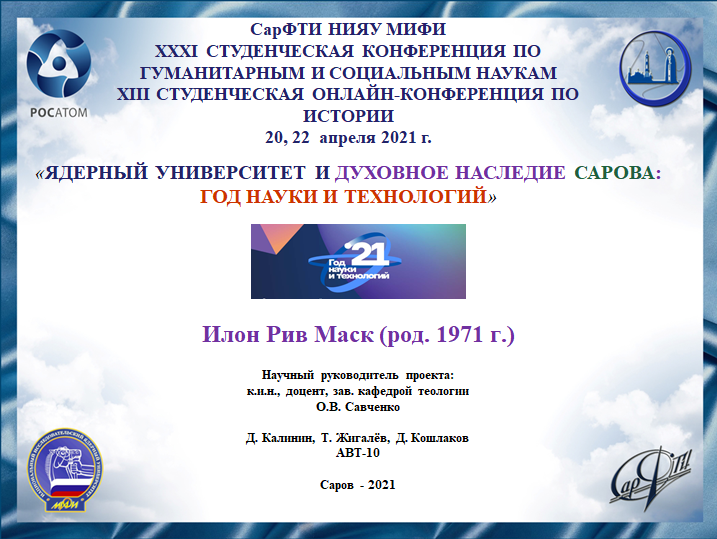 СарФТИ НИЯУ МИФИ
XXXI СТУДЕНЧЕСКАЯ КОНФЕРЕНЦИЯ ПО
ГУМАНИТАРНЫМ И СОЦИАЛЬНЫМ НАУКАМ
XIII СТУДЕНЧЕСКАЯ ОНЛАЙН-КОНФЕРЕНЦИЯ ПО
ИСТОРИИ
20, 22 апреля 2021 г.
РОСАТОМ
«ЯДЕРНЫЙ УНИВЕРСИТЕТ И ДУХОВНОЕ НАСЛЕДИЕ САРОВА:
ГОД НАУКИ И ТЕХНОЛОГИЙ»
'21
Год
науки
и технологий
Илон Рив Маск (род. 1971 г.)
Научный руководитель проекта:
к.и.н., доцент, зав. кафедрой теологии
О.В. Савченко
Д. Калинин, Т. Жигалёв, Д. Кошлаков
АВТ-10
Саров - 2021
МИФИ
СарФТИ